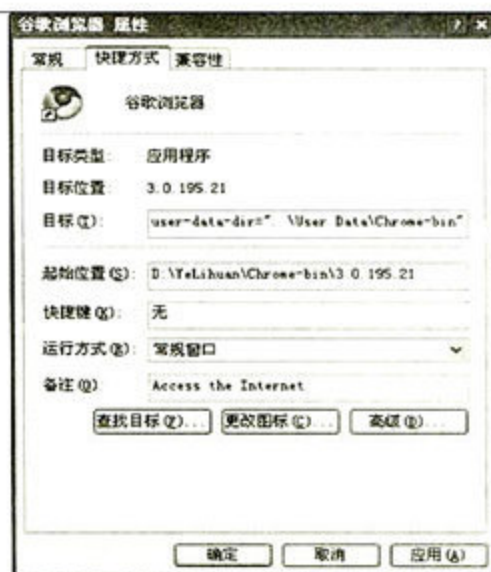 谷歌浏览器 属性
常规 快捷方式 兼容性
谷歌浏览器
目标类型: 应用程序
目标位置: 3.0.195.21
目标(T): user-data-dir="..\User Data\Chrome-bin"
起始位置(S): D:\YeLihuan\Chrome-bin\3.0.195.21
快捷键(K): 无
运行方式(R): 常规窗口
备注(O) Access the Internet
查找目标(F)... 更改图标(C)... 高级(D)...
确定 取消 应用(A)